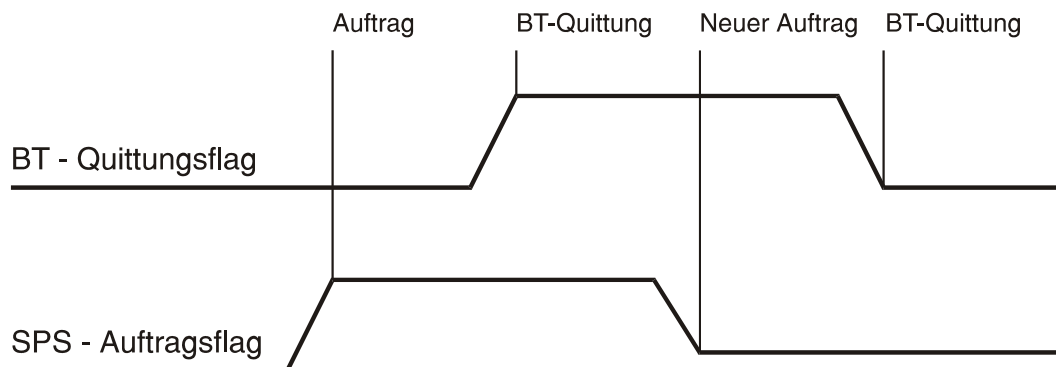 Auftrag
BT-Quittung
Neuer Auftrag
BT-Quittung
BT - Quittungsflag
SPS - Auftragsflag